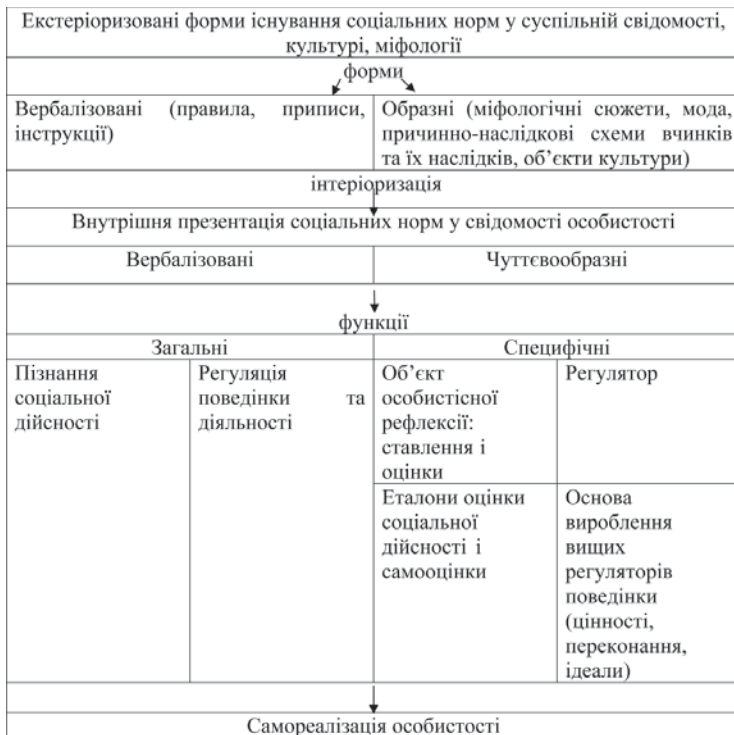 Екстеріоризовані форми існування соціальних норм у суспільній свідомості,
культурі, міфології
форми
Вербалізовані (правила, приписи,
інструкції)
Образні (міфологічні сюжети, мода,
причинно-наслідкові схеми вчинків
та їх наслідків, об’єкти культури)
інтеріоризація
Внутрішня презентація соціальних норм у свідомості особистості
Вербалізовані
Чуттєвообразні
функції
Загальні
Специфічні
Пізнання
соціальної
дійсності
Регуляція
поведінки та
діяльності
Об’єкт
особистісної
рефлексії:
ставлення і
оцінки
Регулятор
Еталони оцінки
соціальної
дійсності і
самооцінки
Основа
вироблення
вищих
регуляторів
поведінки
(цінності,
переконання,
ідеали)
Самореалізація особистості